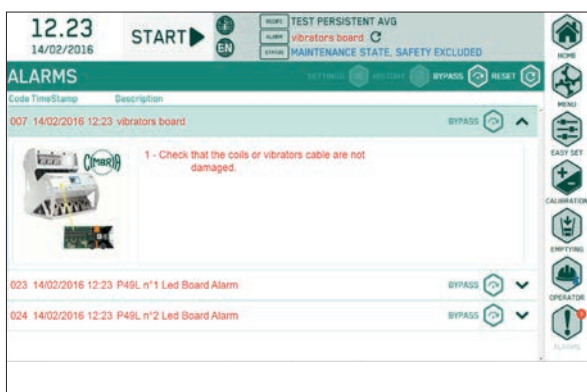 12.23
14/02/2016
START
EN
RECIPE TEST PERSISTENT AVG
ALARM vibrators board
STATUS MAINTENANCE STATE, SAFETY EXCLUDED
HOME
ALARMS
SETTINGS HISTORY BYPASS RESET
MENU
Code TimeStamp Description
007 14/02/2016 12:23 vibrators board BYPASS
EASY SET
CIMBRIA
1 - Check that the coils or vibrators cable are not
damaged.
CALIBRATION
EMPTYING
023 14/02/2016 12:23 P49L n°1 Led Board Alarm BYPASS
OPERATOR
024 14/02/2016 12:23 P49L n°2 Led Board Alarm BYPASS
ALARMS